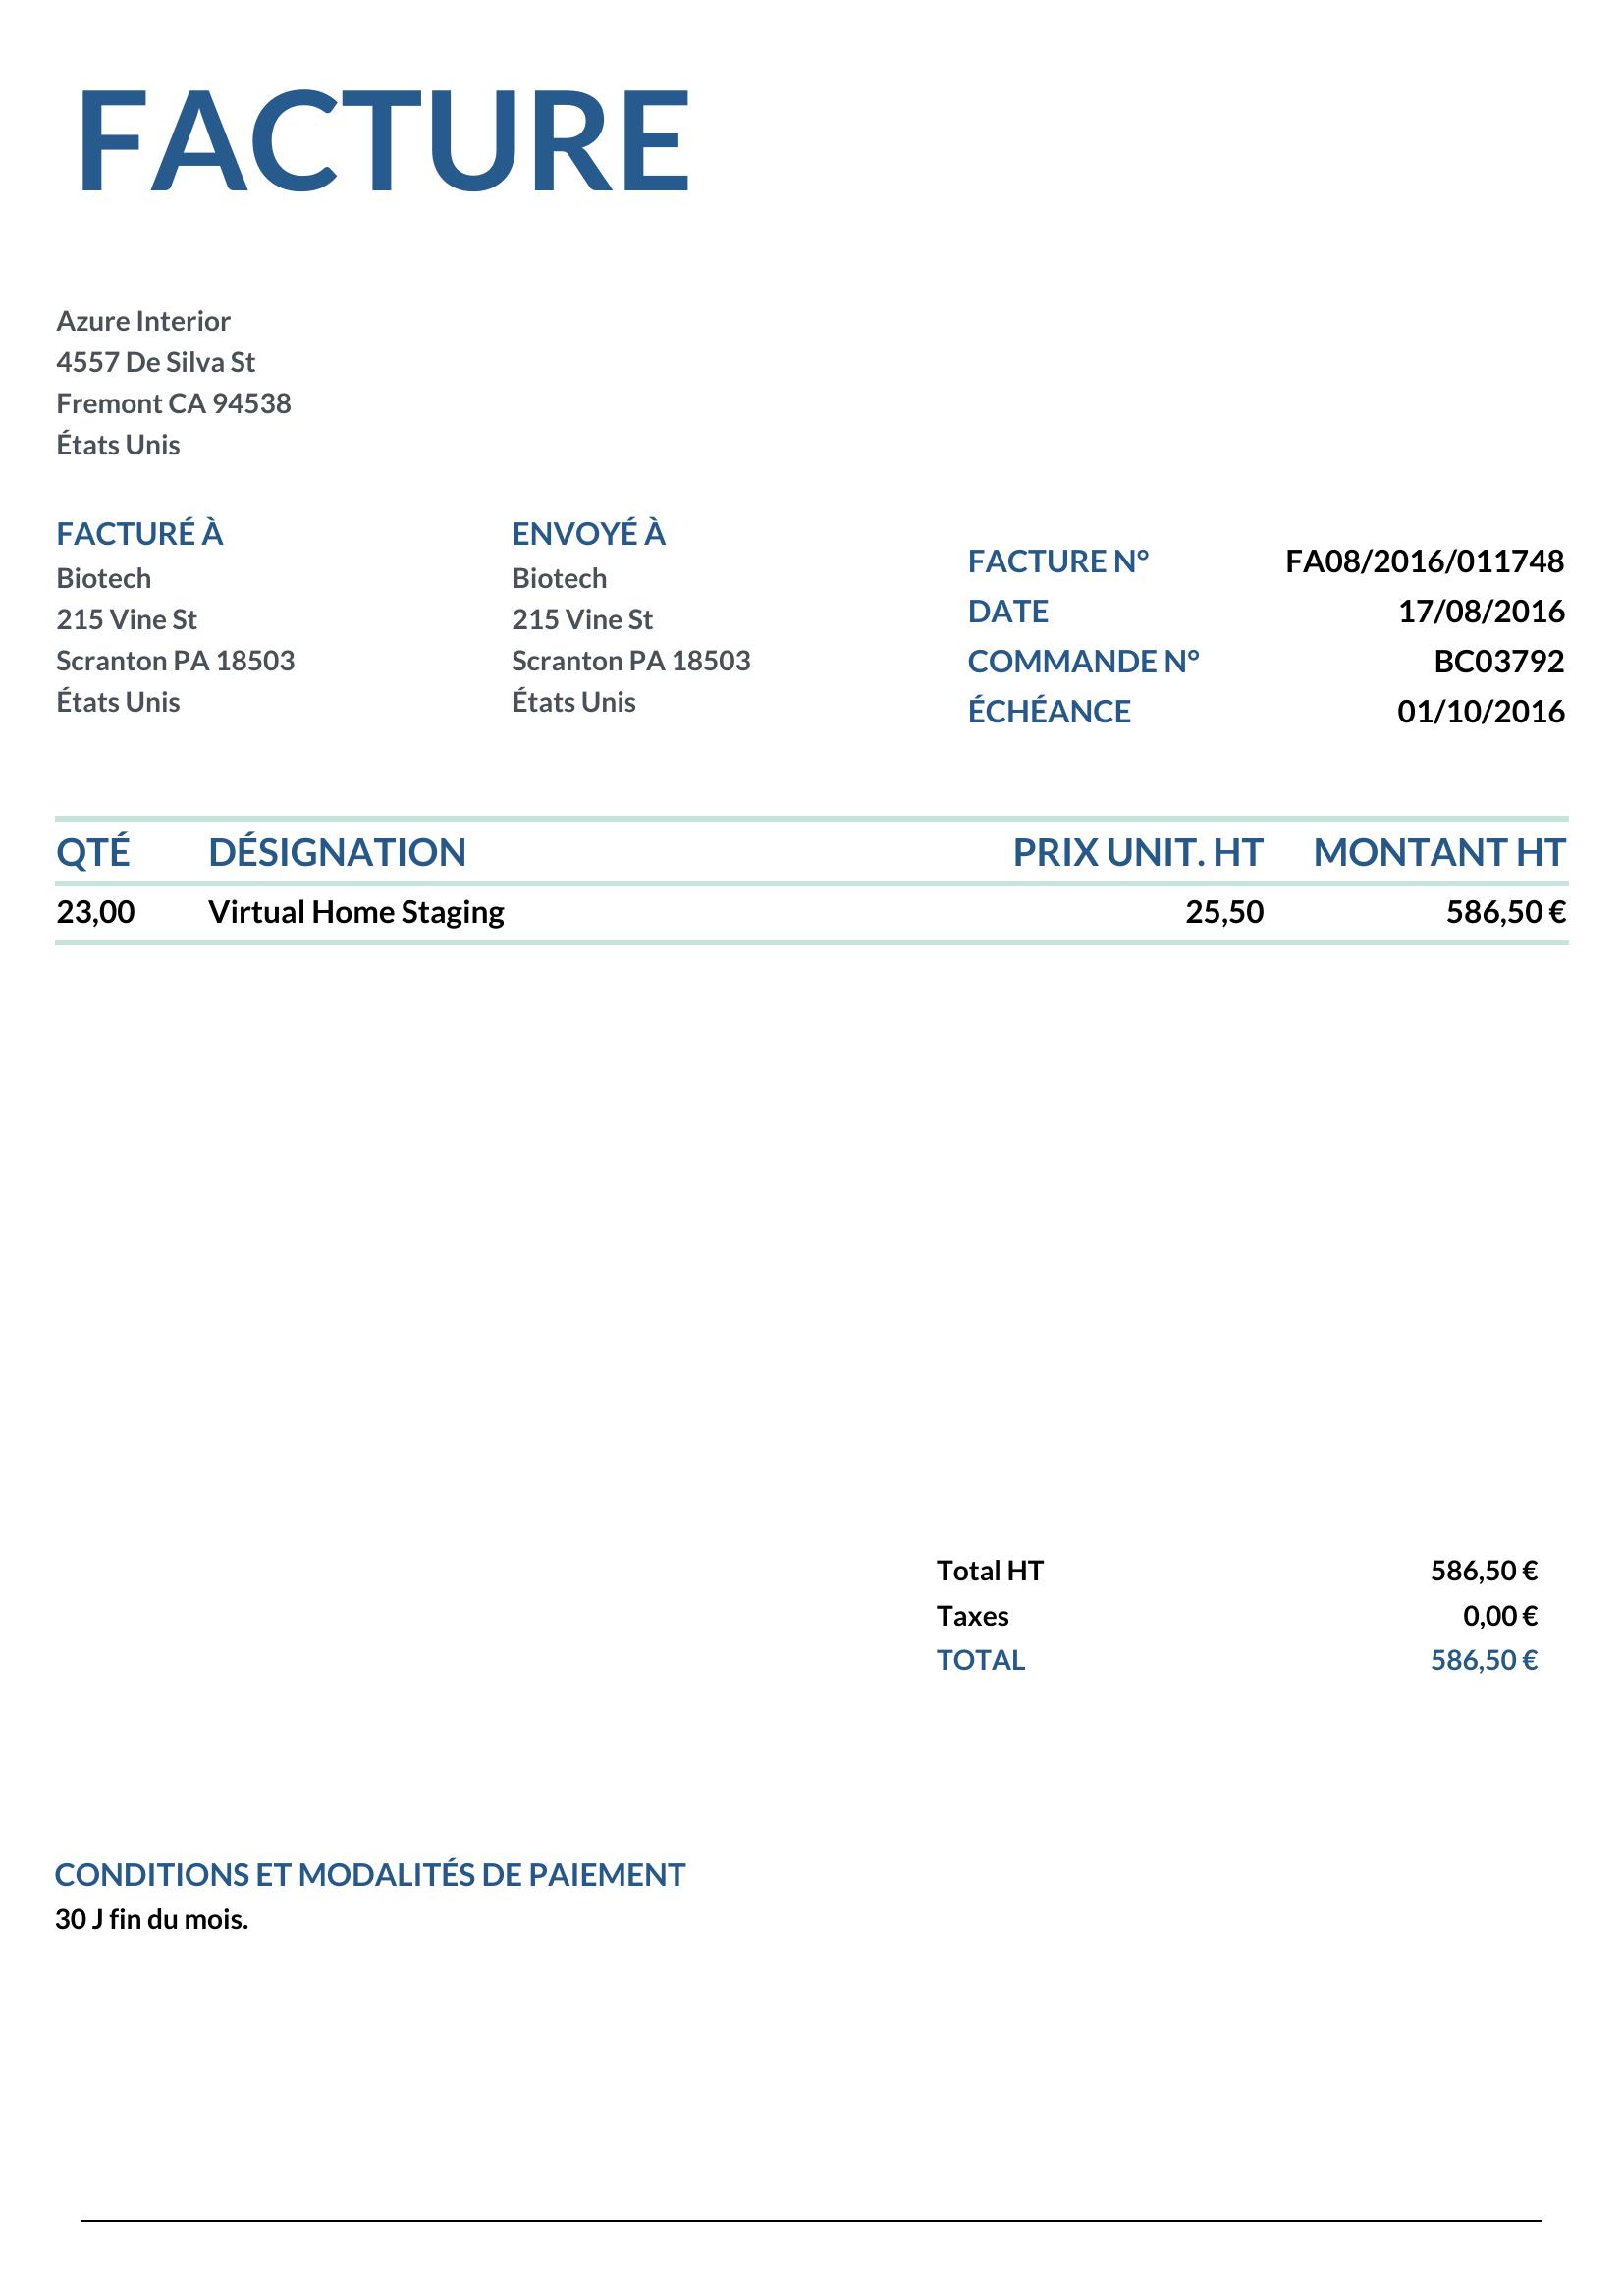 FACTURE
Azure Interior
4557 De Silva St
Fremont CA 94538
États Unis
FACTURÉ À
Biotech
215 Vine St
Scranton PA 18503
États Unis
ENVOYÉ À
Biotech
215 Vine St
Scranton PA 18503
États Unis
FACTURE N° FA08/2016/011748
DATE 17/08/2016
COMMANDE N° BC03792
ÉCHÉANCE 01/10/2016
QTÉ DÉSIGNATION PRIX UNIT. HT MONTANT HT
23,00 Virtual Home Staging 25,50 586,50 €
Total HT 586,50 €
Taxes 0,00 €
TOTAL 586,50 €
CONDITIONS ET MODALITÉS DE PAIEMENT
30 J fin du mois.